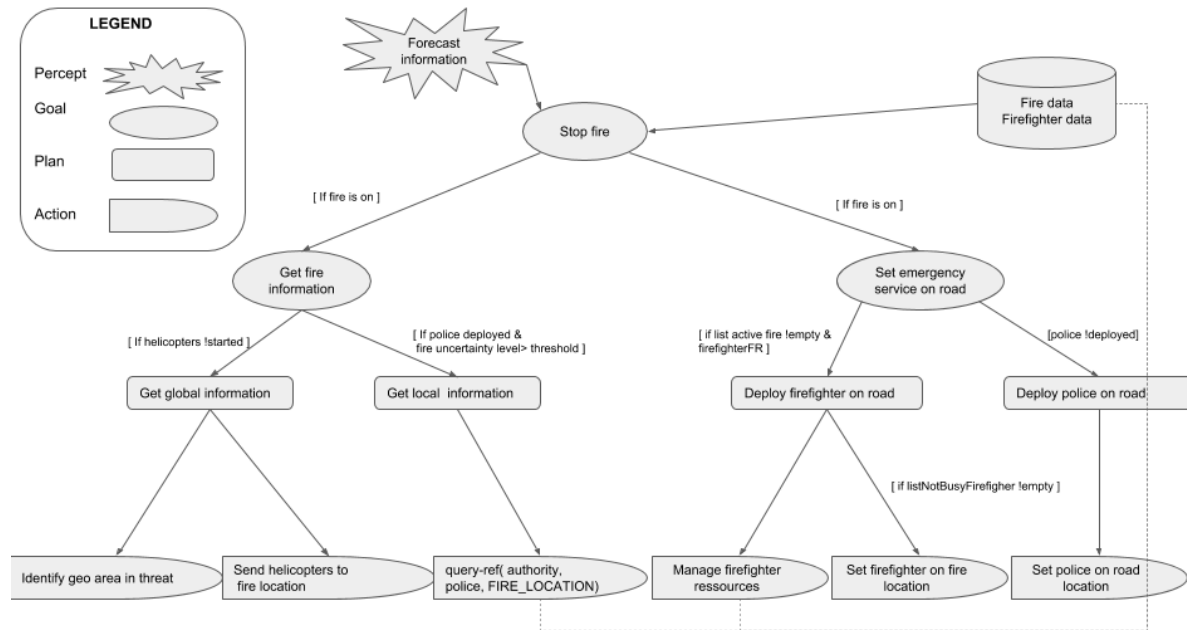 LEGEND
Percept
Goal
Plan
Action
Forecast
information
Fire data
Firefighter data
Stop fire
[ If fire is on ]
[ If fire is on ]
Get fire
information
Set emergency
service on road
[ If helicopters !started ]
[ If police deployed &
fire uncertainty level> threshold ]
[ if list active fire !empty &
firefighterFR ]
[police !deployed]
Get global information
Get local information
Deploy firefighter on road
Deploy police on road
[ if listNotBusyFirefigher !empty ]
Identify geo area in threat
Send helicopters to
fire location
query-ref( authority,
police, FIRE_LOCATION)
Manage firefighter
ressources
Set firefighter on fire
location
Set police on road
location